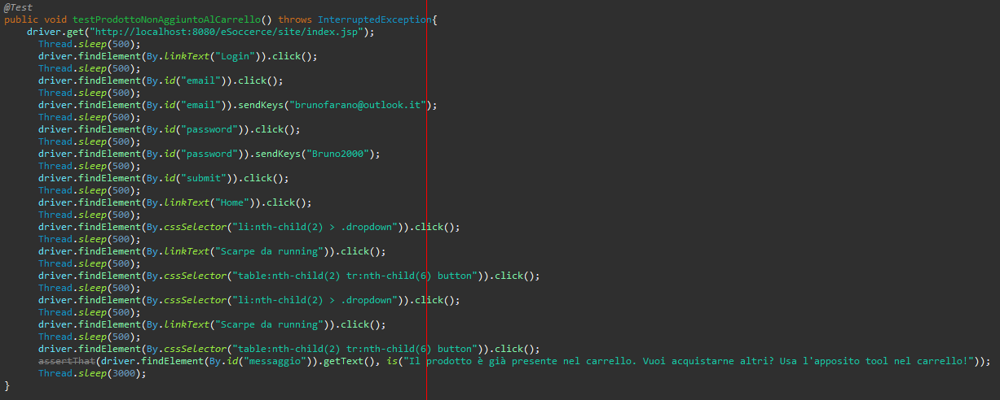 @Test
public void testProdottoNonAggiuntoAlCarrello() throws InterruptedException{
driver.get("http://localhost:8080/eSoccerce/site/index.jsp");
Thread.sleep(500);
driver.findElement(By.linkText("Login")).click();
Thread.sleep(500);
driver.findElement(By.id("email")).click();
Thread.sleep(500);
driver.findElement(By.id("email")).sendKeys("brunofarano@outlook.it");
Thread.sleep(500);
driver.findElement(By.id("password")).click();
Thread.sleep(500);
driver.findElement(By.id("password")).sendKeys("Bruno2000");
Thread.sleep(500);
driver.findElement(By.id("submit")).click();
Thread.sleep(500);
driver.findElement(By.linkText("Home")).click();
Thread.sleep(500);
driver.findElement(By.cssSelector("li:nth-child(2) > .dropdown")).click();
Thread.sleep(500);
driver.findElement(By.linkText("Scarpe da running")).click();
Thread.sleep(500);
driver.findElement(By.cssSelector("table:nth-child(2) tr:nth-child(6) button")).click();
Thread.sleep(500);
driver.findElement(By.cssSelector("li:nth-child(2) > .dropdown")).click();
Thread.sleep(500);
driver.findElement(By.linkText("Scarpe da running")).click();
Thread.sleep(500);
driver.findElement(By.cssSelector("table:nth-child(2) tr:nth-child(6) button")).click();
assertThat(driver.findElement(By.id("messaggio")).getText(), is("Il prodotto è già presente nel carrello. Vuoi acquistarne altri? Usa l'apposito tool nel carrello!"));
Thread.sleep(3000);
}